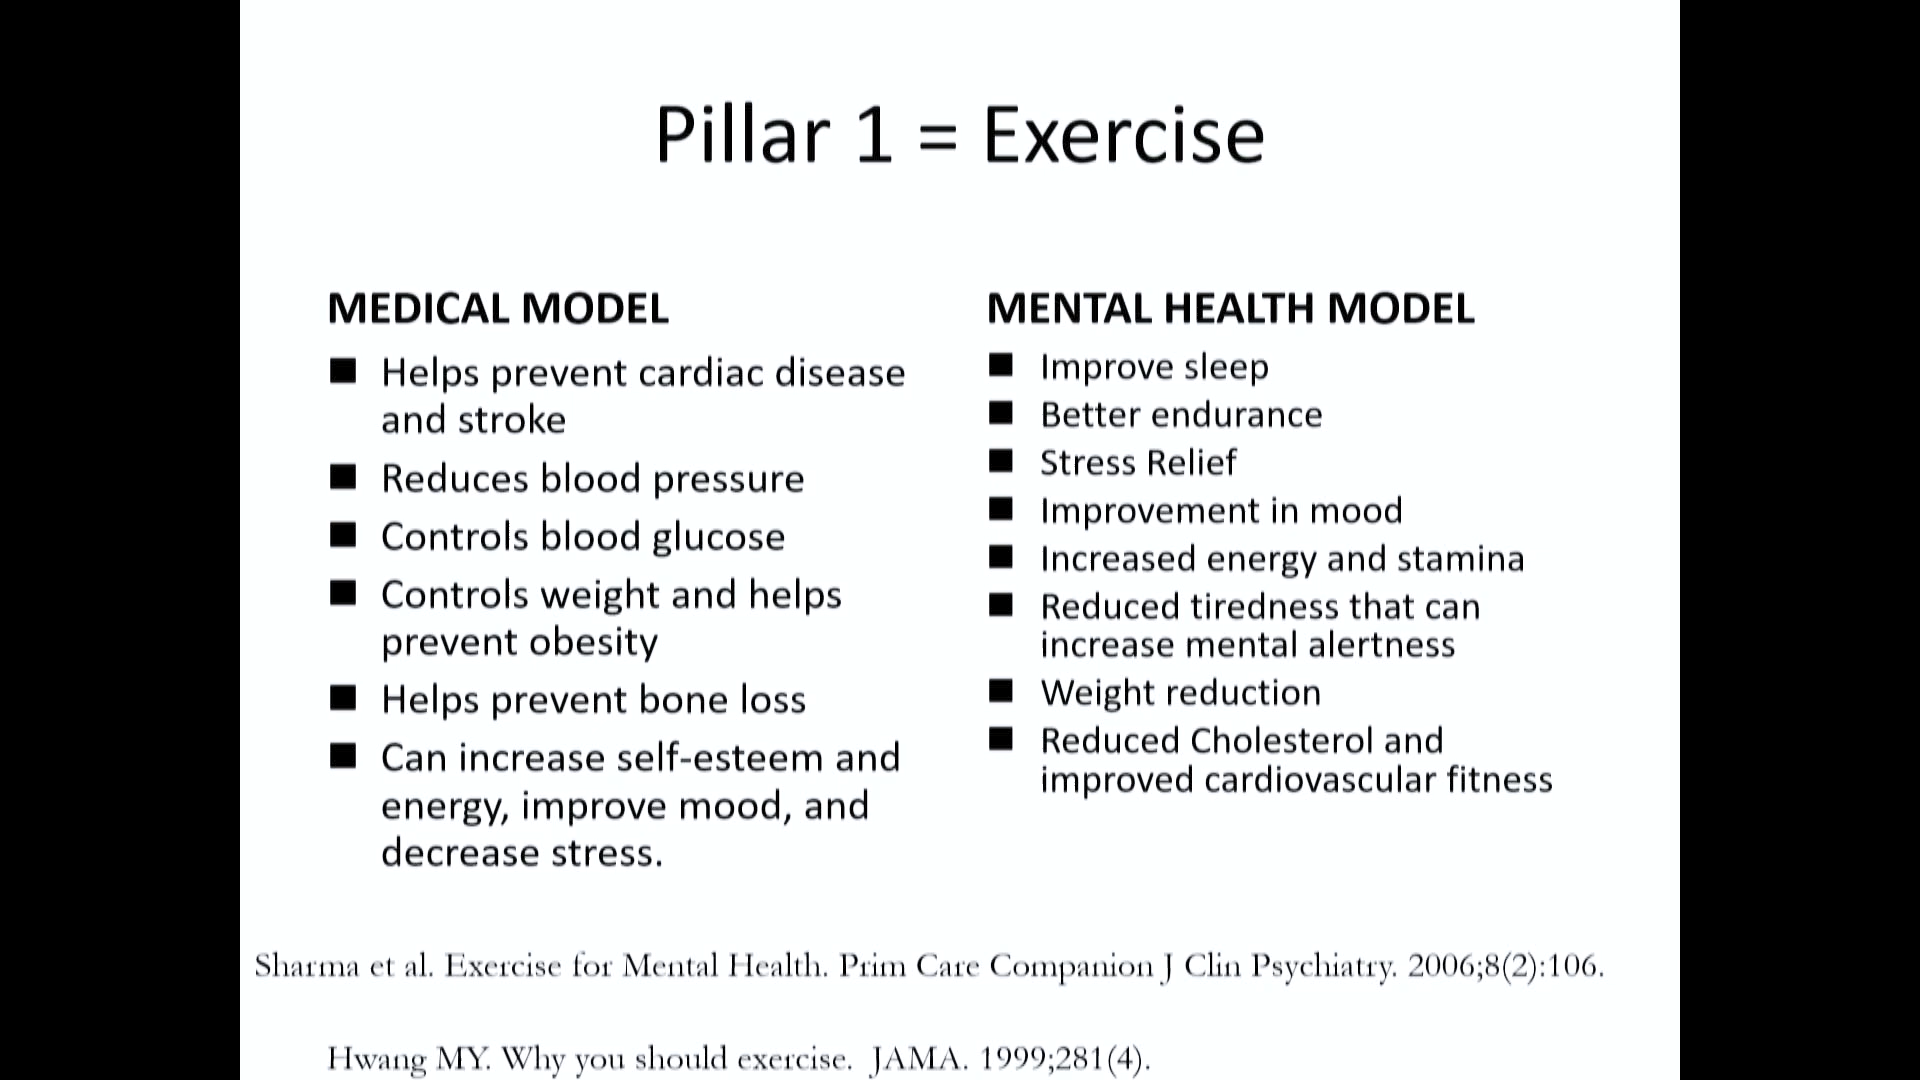 Pillar 1 = Exercise
MEDICAL MODEL
Helps prevent cardiac disease
and stroke
Reduces blood pressure
Controls blood glucose
Controls weight and helps
prevent obesity
Helps prevent bone loss
Can increase self-esteem and
energy, improve mood, and
decrease stress.
MENTAL HEALTH MODEL
Improve sleep
Better endurance
Stress Relief
Improvement in mood
Increased energy and stamina
Reduced tiredness that can
increase mental alertness
Weight reduction
Reduced Cholesterol and
improved cardiovascular fitness
Sharma et al. Exercise for Mental Health. Prim Care Companion J Clin Psychiatry. 2006;8(2):106.
Hwang MY. Why you should exercise. JAMA. 1999;281(4).